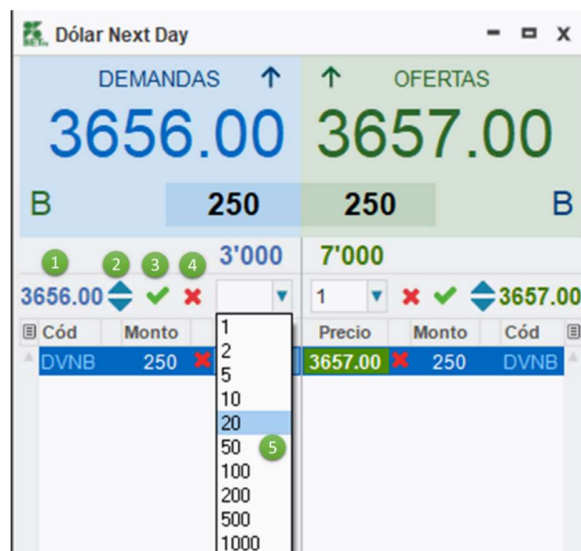 Dólar Next Day
DEMANDAS OFERTAS
3656.00 3657.00
B 250 250 B
3'000 7'000
1 2 3 4
3656.00 1 3657.00
Cód Monto Precio Monto Cód
DVNB 250 3657.00 250 DVNB
1
2
5
10
20
50 5
100
200
500
1000